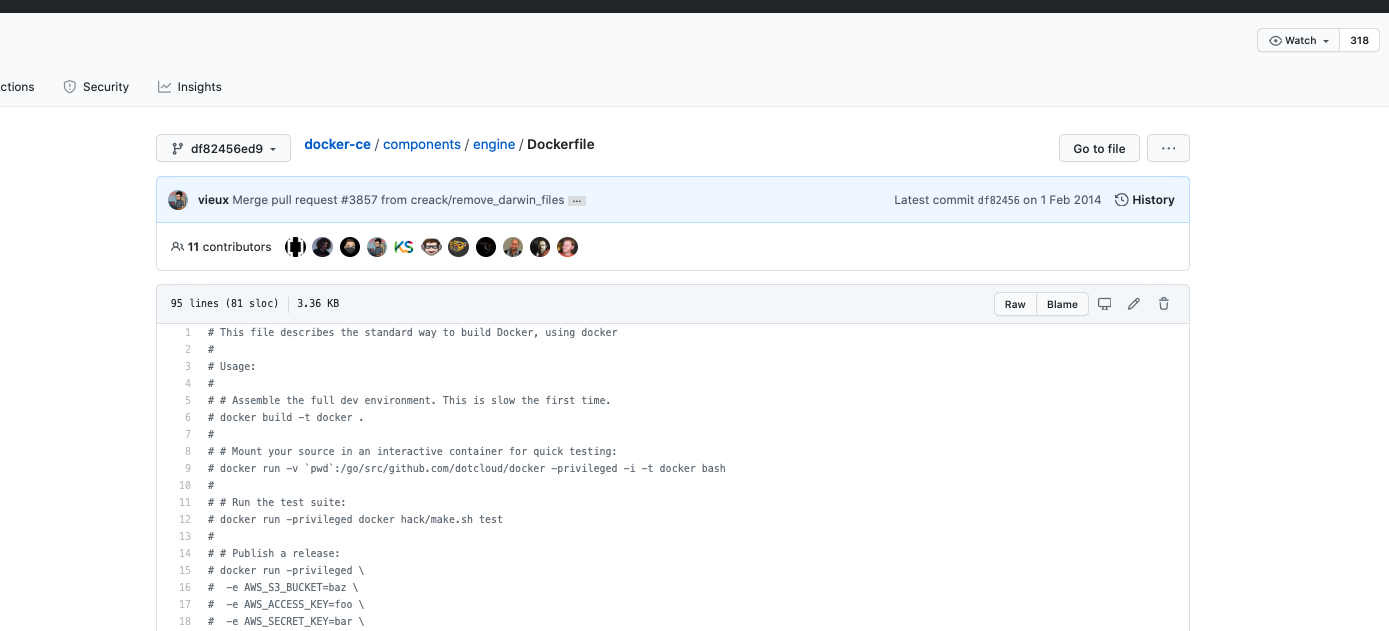 Watch 318
ctions Security Insights
df82456ed9 docker-ce / components / engine / Dockerfile Go to file ...
vieux Merge pull request #3857 from creack/remove_darwin_files ... Latest commit df82456 on 1 Feb 2014 History
11 contributors KS
95 lines (81 sloc) 3.36 KB Raw Blame
1 # This file describes the standard way to build Docker, using docker
2 #
3 # Usage:
4 #
5 # # Assemble the full dev environment. This is slow the first time.
6 # docker build -t docker .
7 #
8 # # Mount your source in an interactive container for quick testing:
9 # docker run -v `pwd`:/go/src/github.com/dotcloud/docker -privileged -i -t docker bash
10 #
11 # # Run the test suite:
12 # docker run -privileged docker hack/make.sh test
13 #
14 # # Publish a release:
15 # docker run -privileged \
16 #  -e AWS_S3_BUCKET=baz \
17 #  -e AWS_ACCESS_KEY=foo \
18 #  -e AWS_SECRET_KEY=bar \